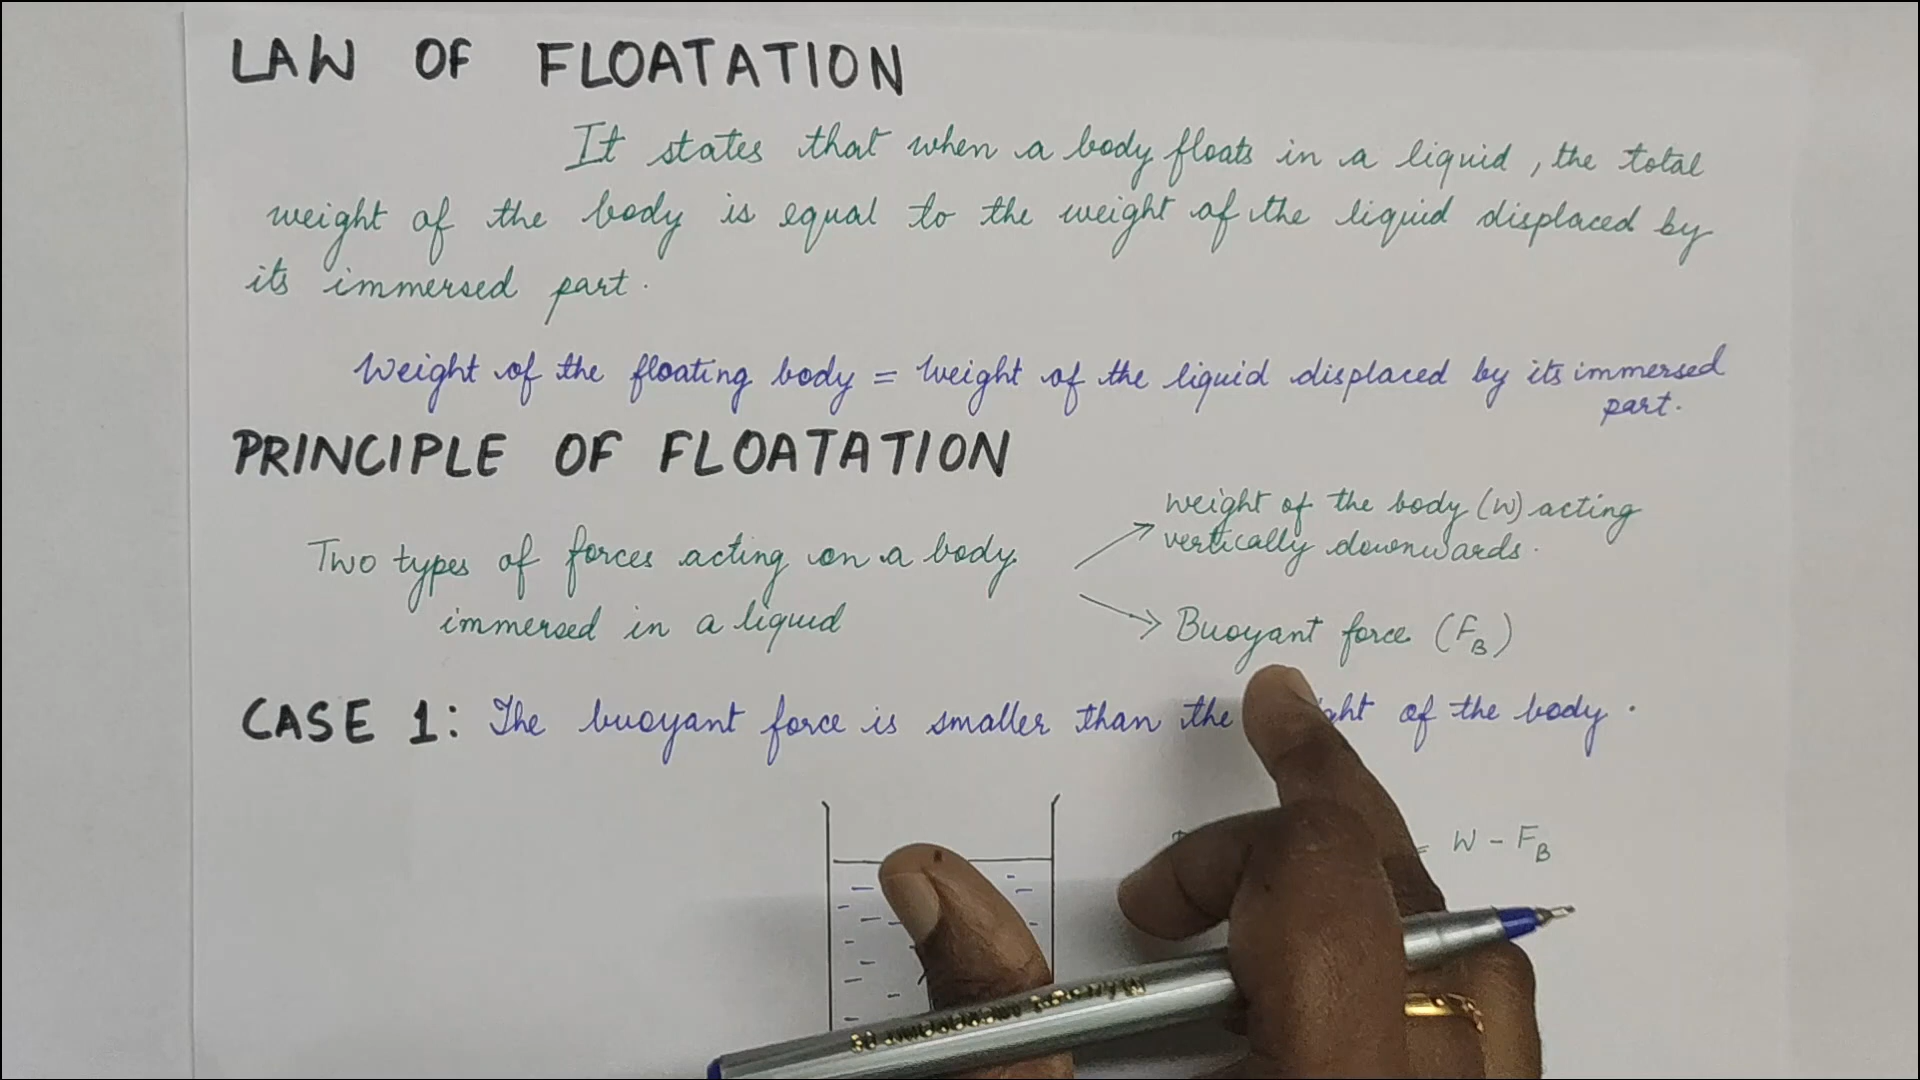 LAW OF FLOATATION
It states that when a body floats in a liquid, the total
weight of the body is equal to the weight of the liquid displaced by
its immersed part.
Weight of the floating body = Weight of the liquid displaced by its immersed
part.
PRINCIPLE OF FLOATATION
weight of the body (W) acting
vertically downwards.
Two types of forces acting on a body
immersed in a liquid
Buoyant force (FB)
CASE 1: The buoyant force is smaller than the of the body.
= W - FB